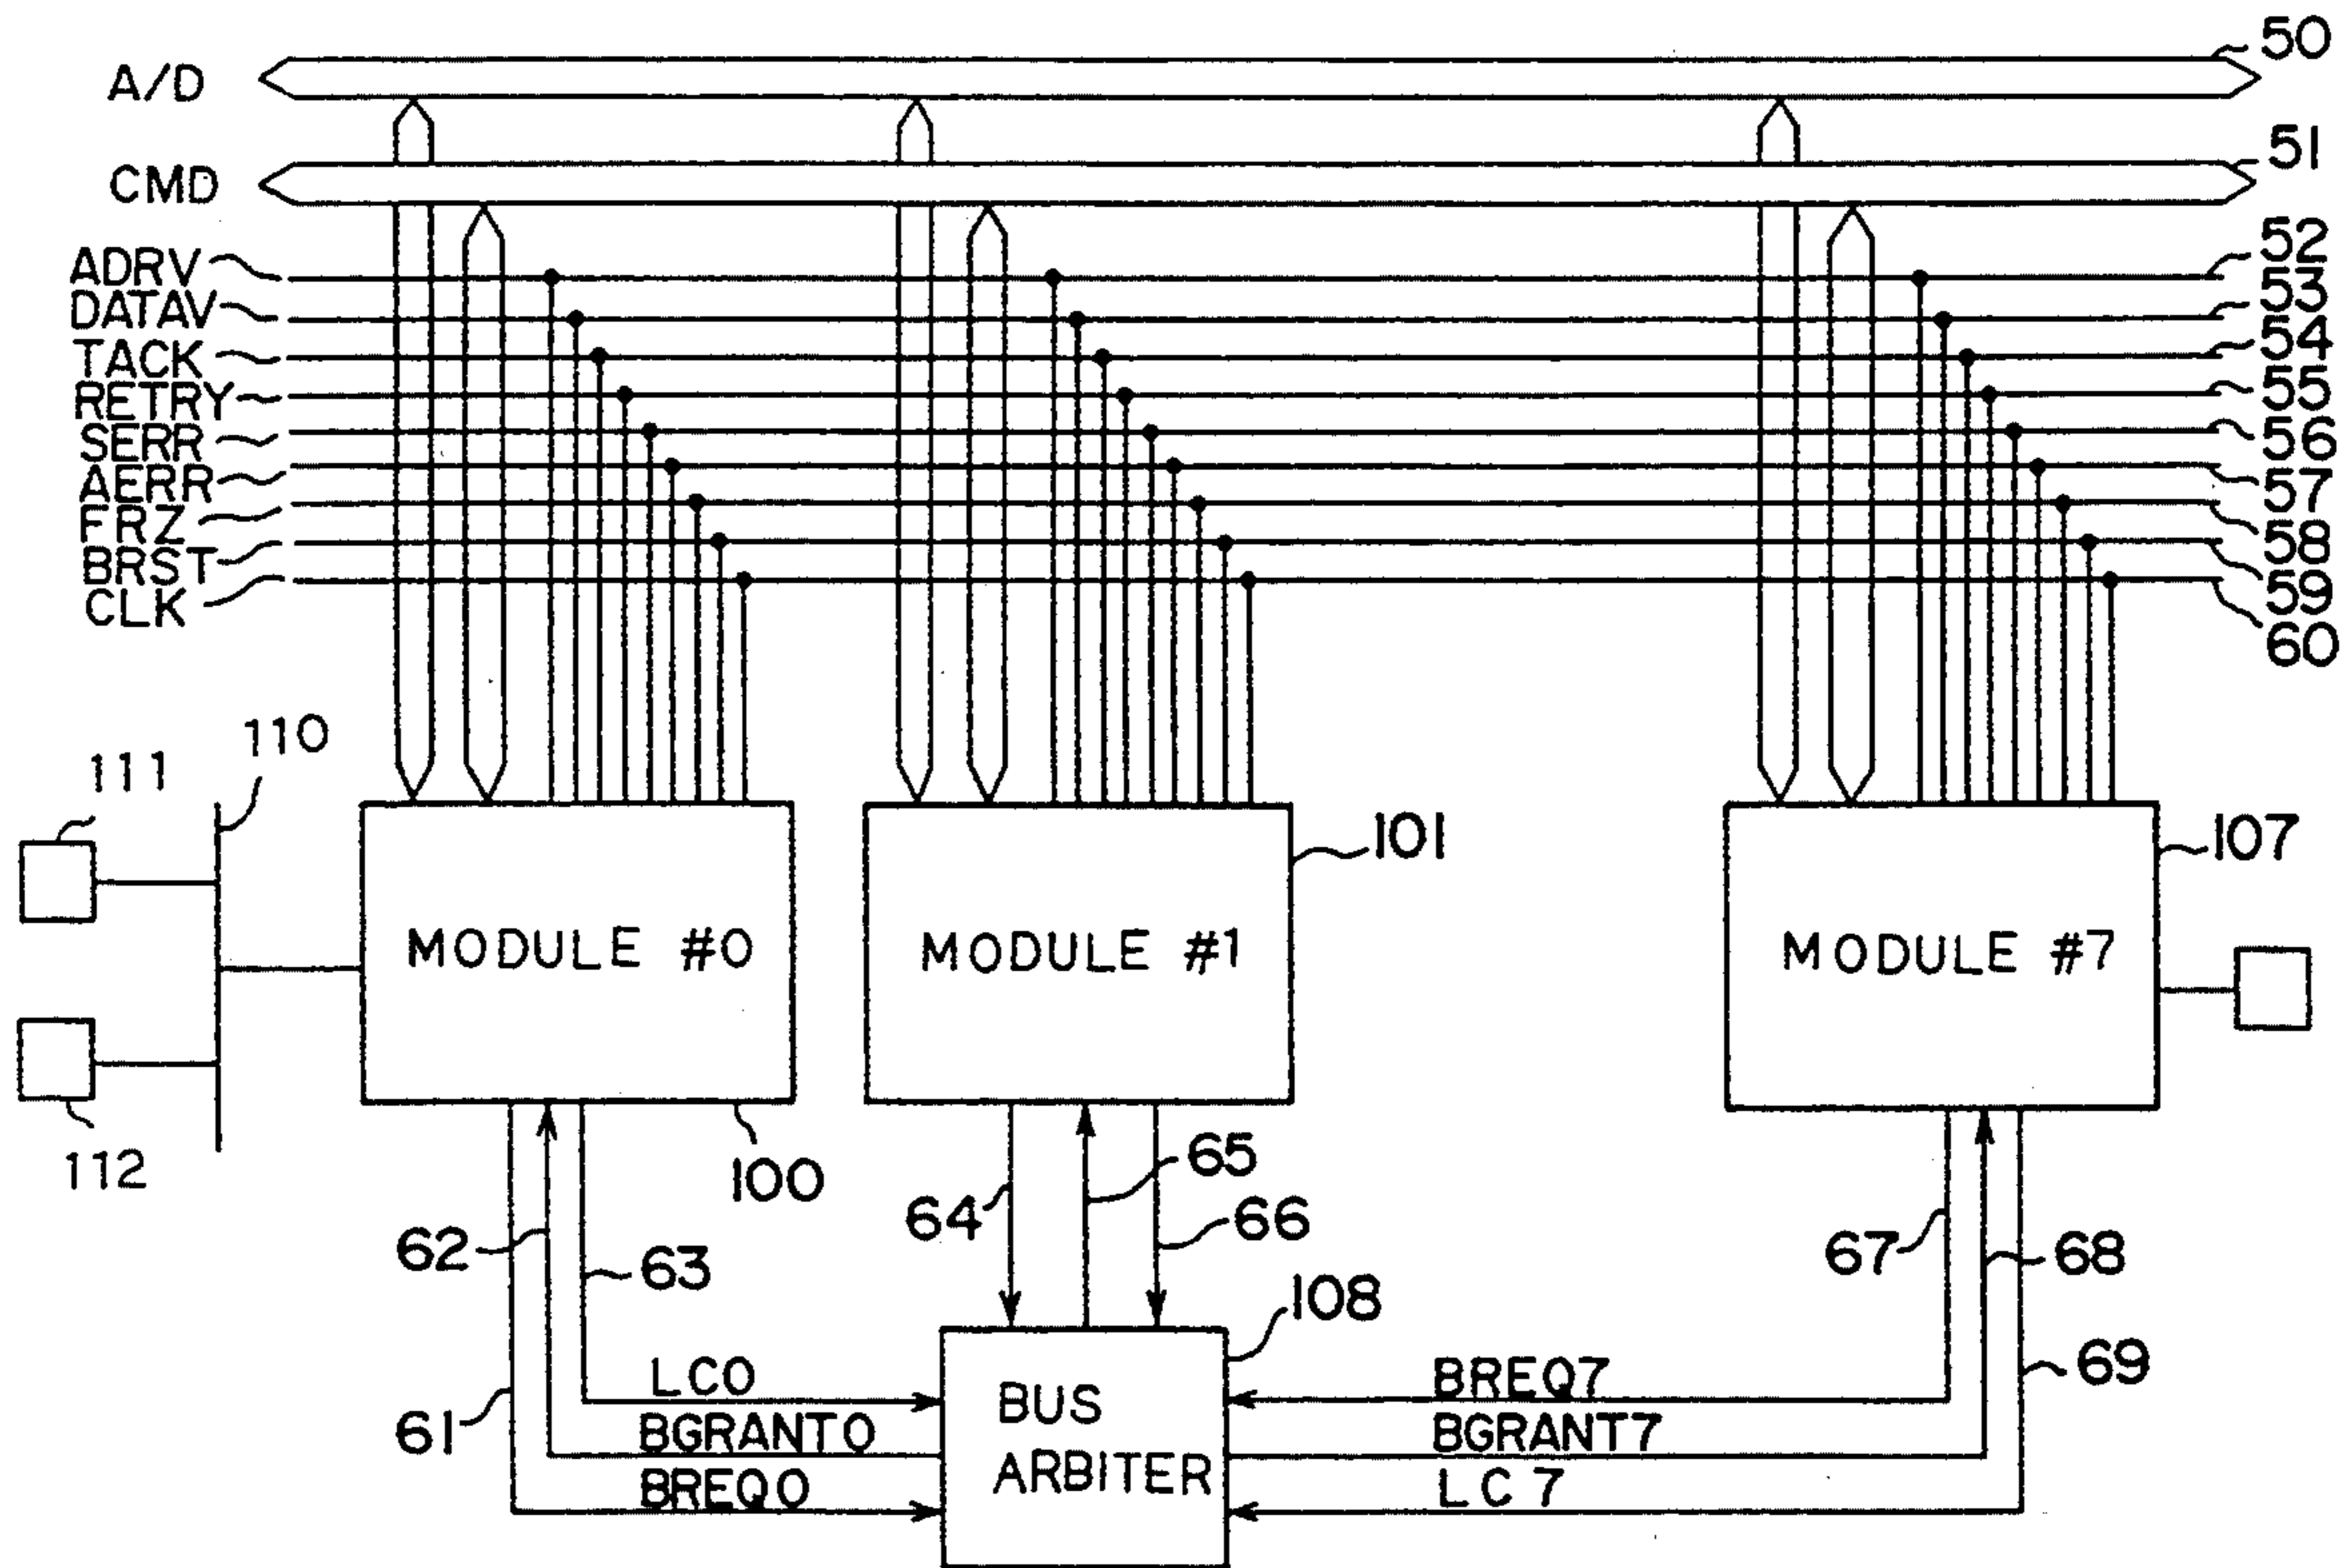 50
A/D
51
CMD
52
ADRV
53
DATAV
54
TACK
55
RETRY
56
SERR
57
AERR
58
FRZ
59
BRST
60
CLK
110
111
101
107
MODULE #0
MODULE #1
MODULE #7
112
100
65
64
66
62
63
67
68
108
LC0
BREQ7
69
61
BGRANT0
BUS
ARBITER
BGRANT7
BREQ0
LC 7